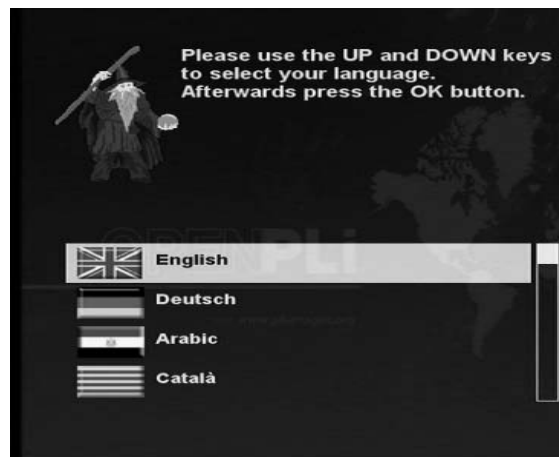 Please use the UP and DOWN keys
to select your language.
Afterwards press the OK button.
OPENPLi
English
Deutsch
Arabic
Català